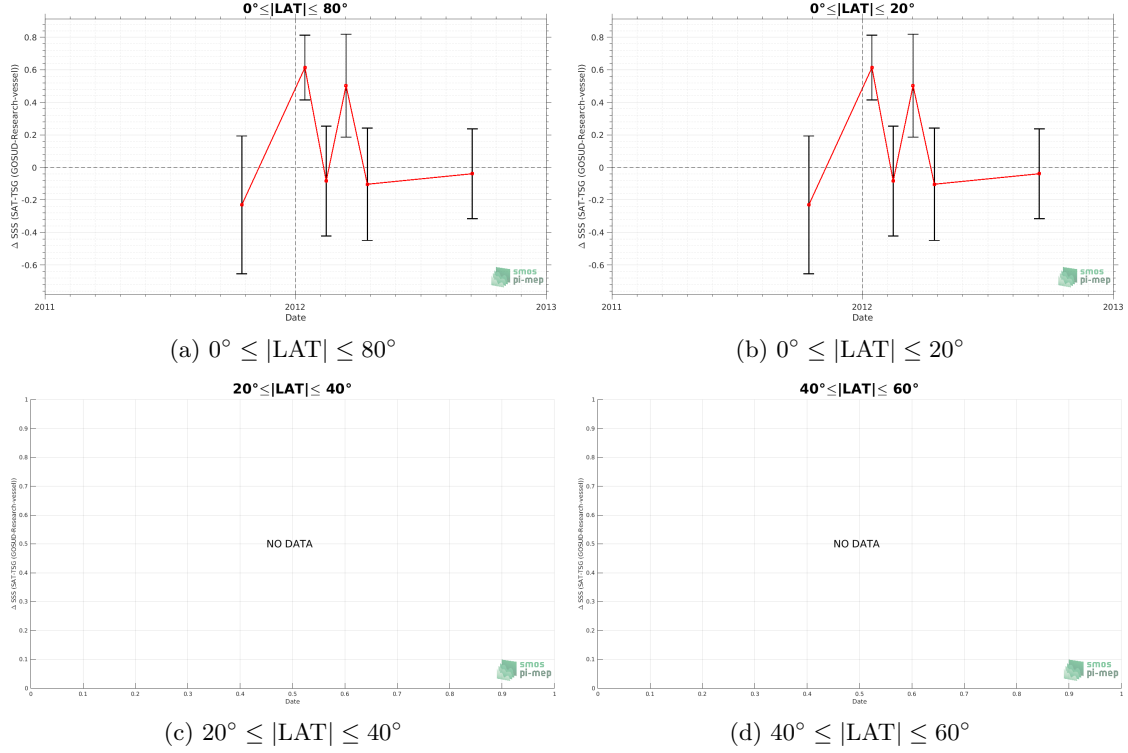 0°≤|LAT|≤ 80°
Δ SSS (SAT-TSG (GOSUD-Research-vessel))
0.8
0.6
0.4
0.2
0
-0.2
-0.4
-0.6
2011
2012
2013
Date
smos
pi-mep
(a) 0° ≤ |LAT| ≤ 80°
0°≤|LAT|≤ 20°
Δ SSS (SAT-TSG (GOSUD-Research-vessel))
0.8
0.6
0.4
0.2
0
-0.2
-0.4
-0.6
2011
2012
2013
Date
smos
pi-mep
(b) 0° ≤ |LAT| ≤ 20°
20°≤|LAT|≤ 40°
Δ SSS (SAT-TSG (GOSUD-Research-vessel))
1
0.9
0.8
0.7
0.6
0.5
0.4
0.3
0.2
0.1
0
NO DATA
0 0.1 0.2 0.3 0.4 0.5 0.6 0.7 0.8 0.9 1
Date
smos
pi-mep
(c) 20° ≤ |LAT| ≤ 40°
40°≤|LAT|≤ 60°
Δ SSS (SAT-TSG (GOSUD-Research-vessel))
1
0.9
0.8
0.7
0.6
0.5
0.4
0.3
0.2
0.1
0
NO DATA
0 0.1 0.2 0.3 0.4 0.5 0.6 0.7 0.8 0.9 1
Date
smos
pi-mep
(d) 40° ≤ |LAT| ≤ 60°